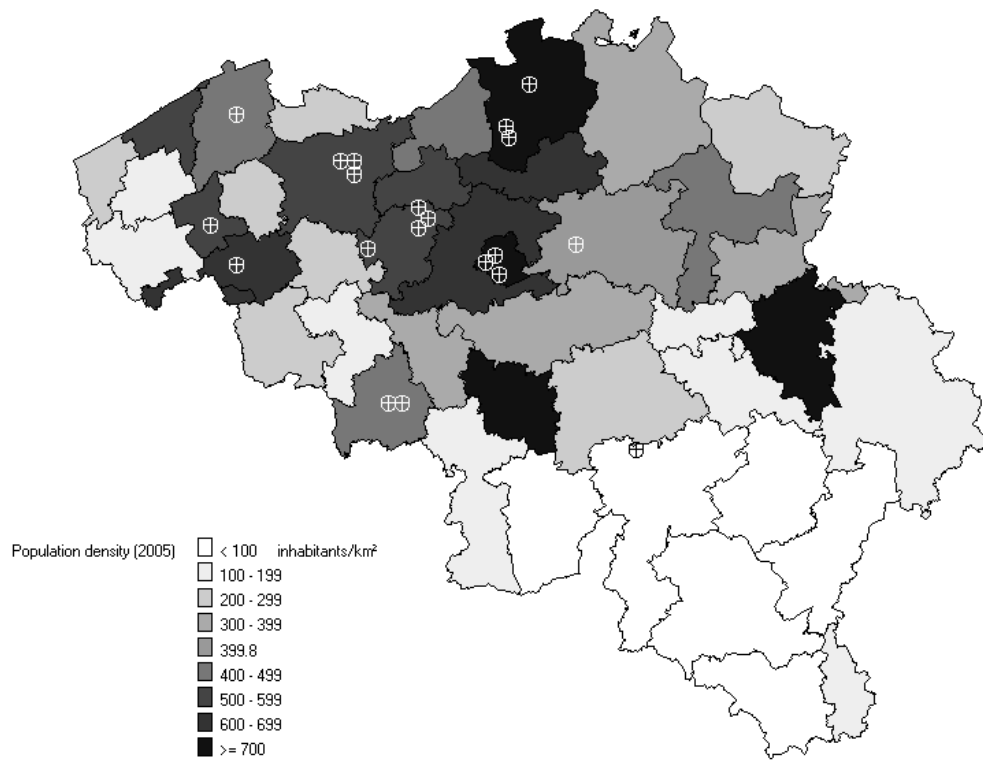 Population density (2005) < 100 inhabitants/km²
100 - 199
200 - 299
300 - 399
399.8
400 - 499
500 - 599
600 - 699
>= 700